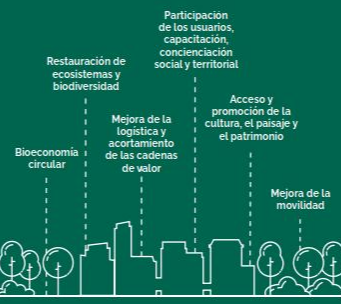 Participación
de los usuarios,
capacitación,
concienciación
social y territorial
Restauración de
ecosistemas y
biodiversidad
Acceso y
promoción de la
cultura, el paisaje y
el patrimonio
Mejora de la
logística y
acortamiento
de las cadenas
de valor
Bioeconomía
circular
Mejora de la
movilidad